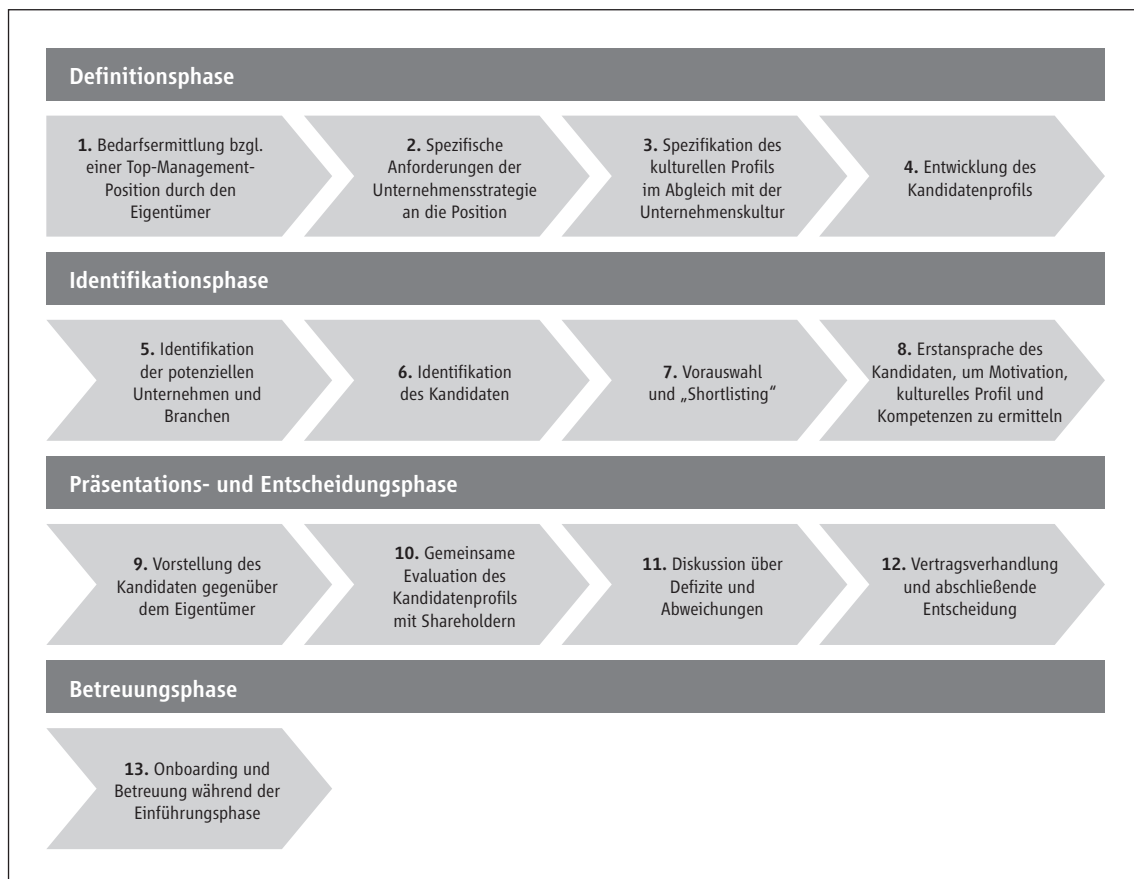 Definitionsphase
1. Bedarfsermittlung bzgl.
einer Top-Management-
Position durch den
Eigentümer
2. Spezifische
Anforderungen der
Unternehmensstrategie
an die Position
3. Spezifikation des
kulturellen Profils
im Abgleich mit der
Unternehmenskultur
4. Entwicklung des
Kandidatenprofils
Identifikationsphase
5. Identifikation
der potenziellen
Unternehmen und
Branchen
6. Identifikation
des Kandidaten
7. Vorauswahl
und „Shortlisting“
8. Erstansprache des
Kandidaten, um Motivation,
kulturelles Profil und
Kompetenzen zu ermitteln
Präsentations- und Entscheidungsphase
9. Vorstellung des
Kandidaten gegenüber
dem Eigentümer
10. Gemeinsame
Evaluation des
Kandidatenprofils
mit Shareholdern
11. Diskussion über
Defizite und
Abweichungen
12. Vertragsverhandlung
und abschließende
Entscheidung
Betreuungsphase
13. Onboarding und
Betreuung während der
Einführungsphase